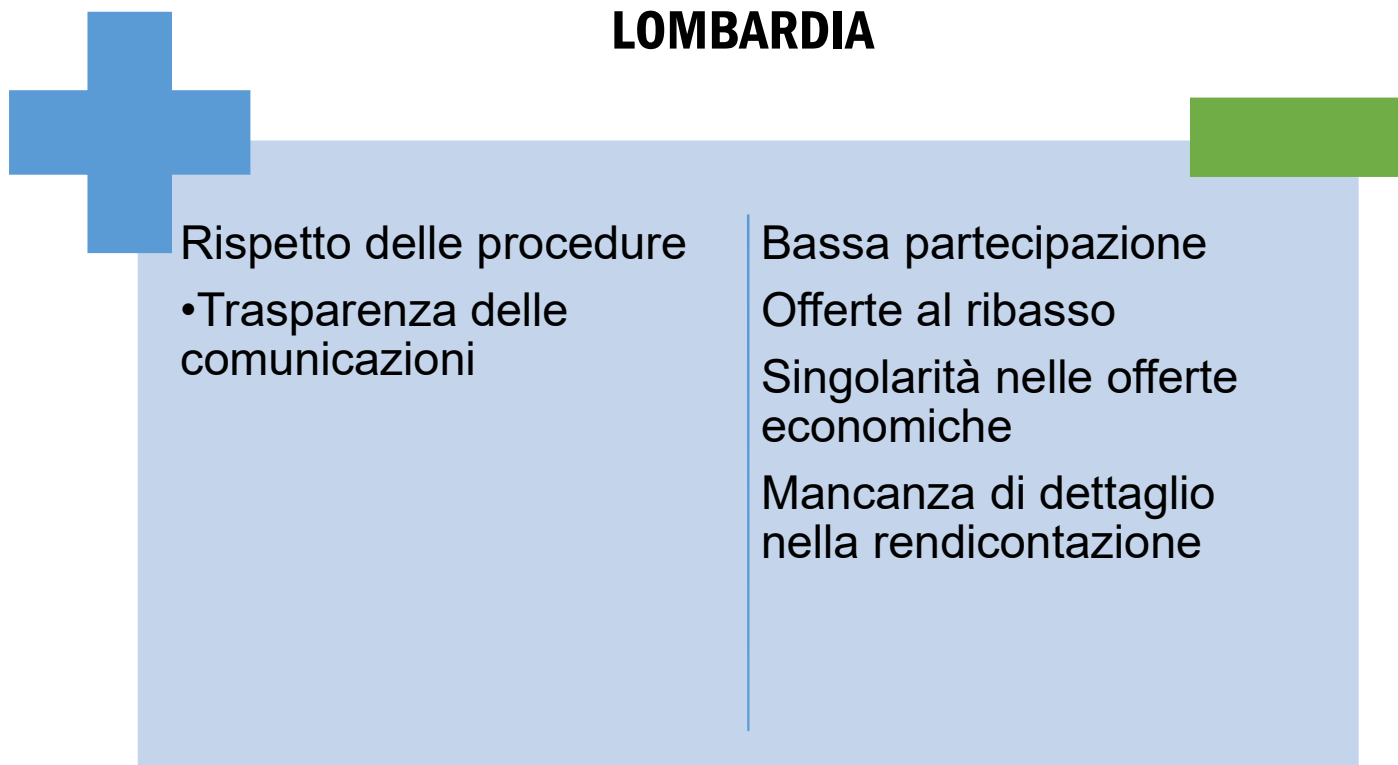 LOMBARDIA
Rispetto delle procedure
•Trasparenza delle
comunicazioni
Bassa partecipazione
Offerte al ribasso
Singolarità nelle offerte
economiche
Mancanza di dettaglio
nella rendicontazione